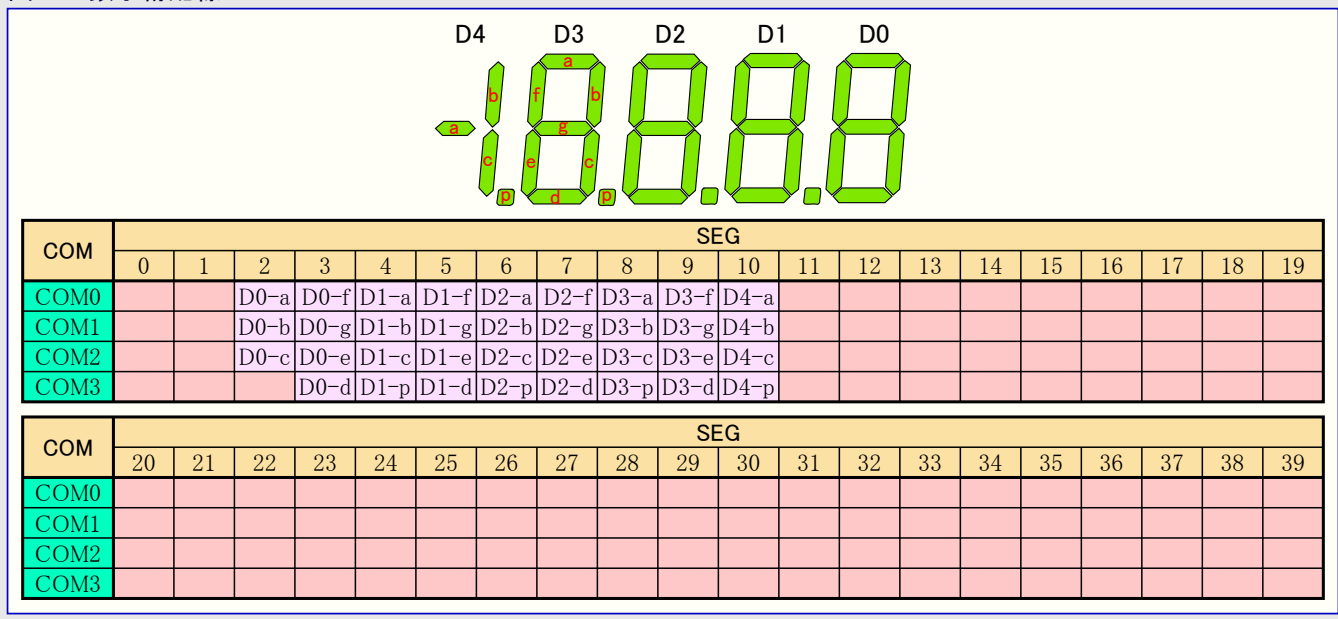 D4 D3 D2 D1 D0
a
b f b
a g
c e c
p d p
COM SEG
0 1 2 3 4 5 6 7 8 9 10 11 12 13 14 15 16 17 18 19
COM0 D0-a D0-f D1-a D1-f D2-a D2-f D3-a D3-f D4-a
COM1 D0-b D0-g D1-b D1-g D2-b D2-g D3-b D3-g D4-b
COM2 D0-c D0-e D1-c D1-e D2-c D2-e D3-c D3-e D4-c
COM3 D0-d D1-p D1-d D2-p D2-d D3-p D3-d D4-p
COM SEG
20 21 22 23 24 25 26 27 28 29 30 31 32 33 34 35 36 37 38 39
COM0
COM1
COM2
COM3